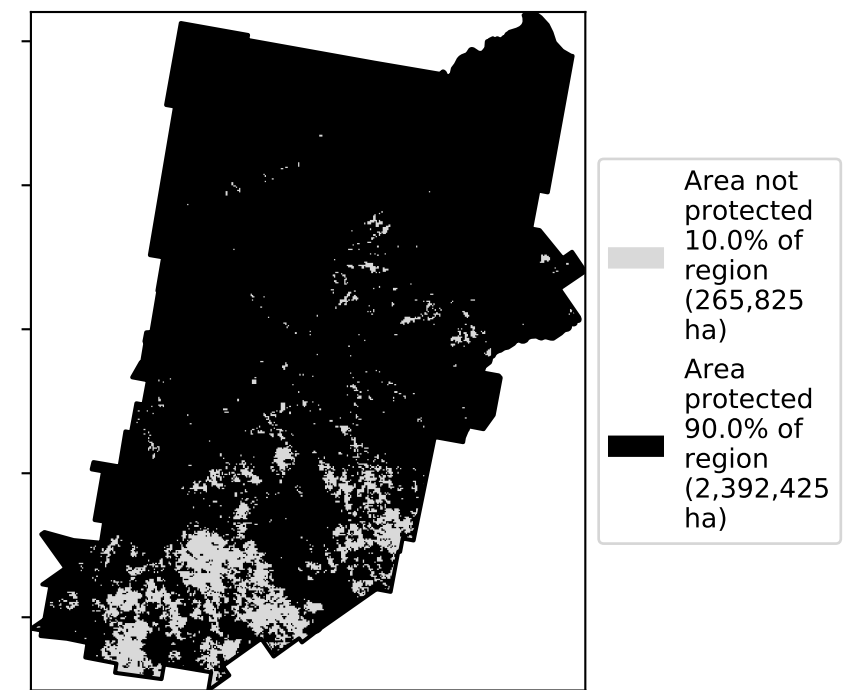 Area not
protected
10.0% of
region
(265,825
ha)
Area
protected
90.0% of
region
(2,392,425
ha)